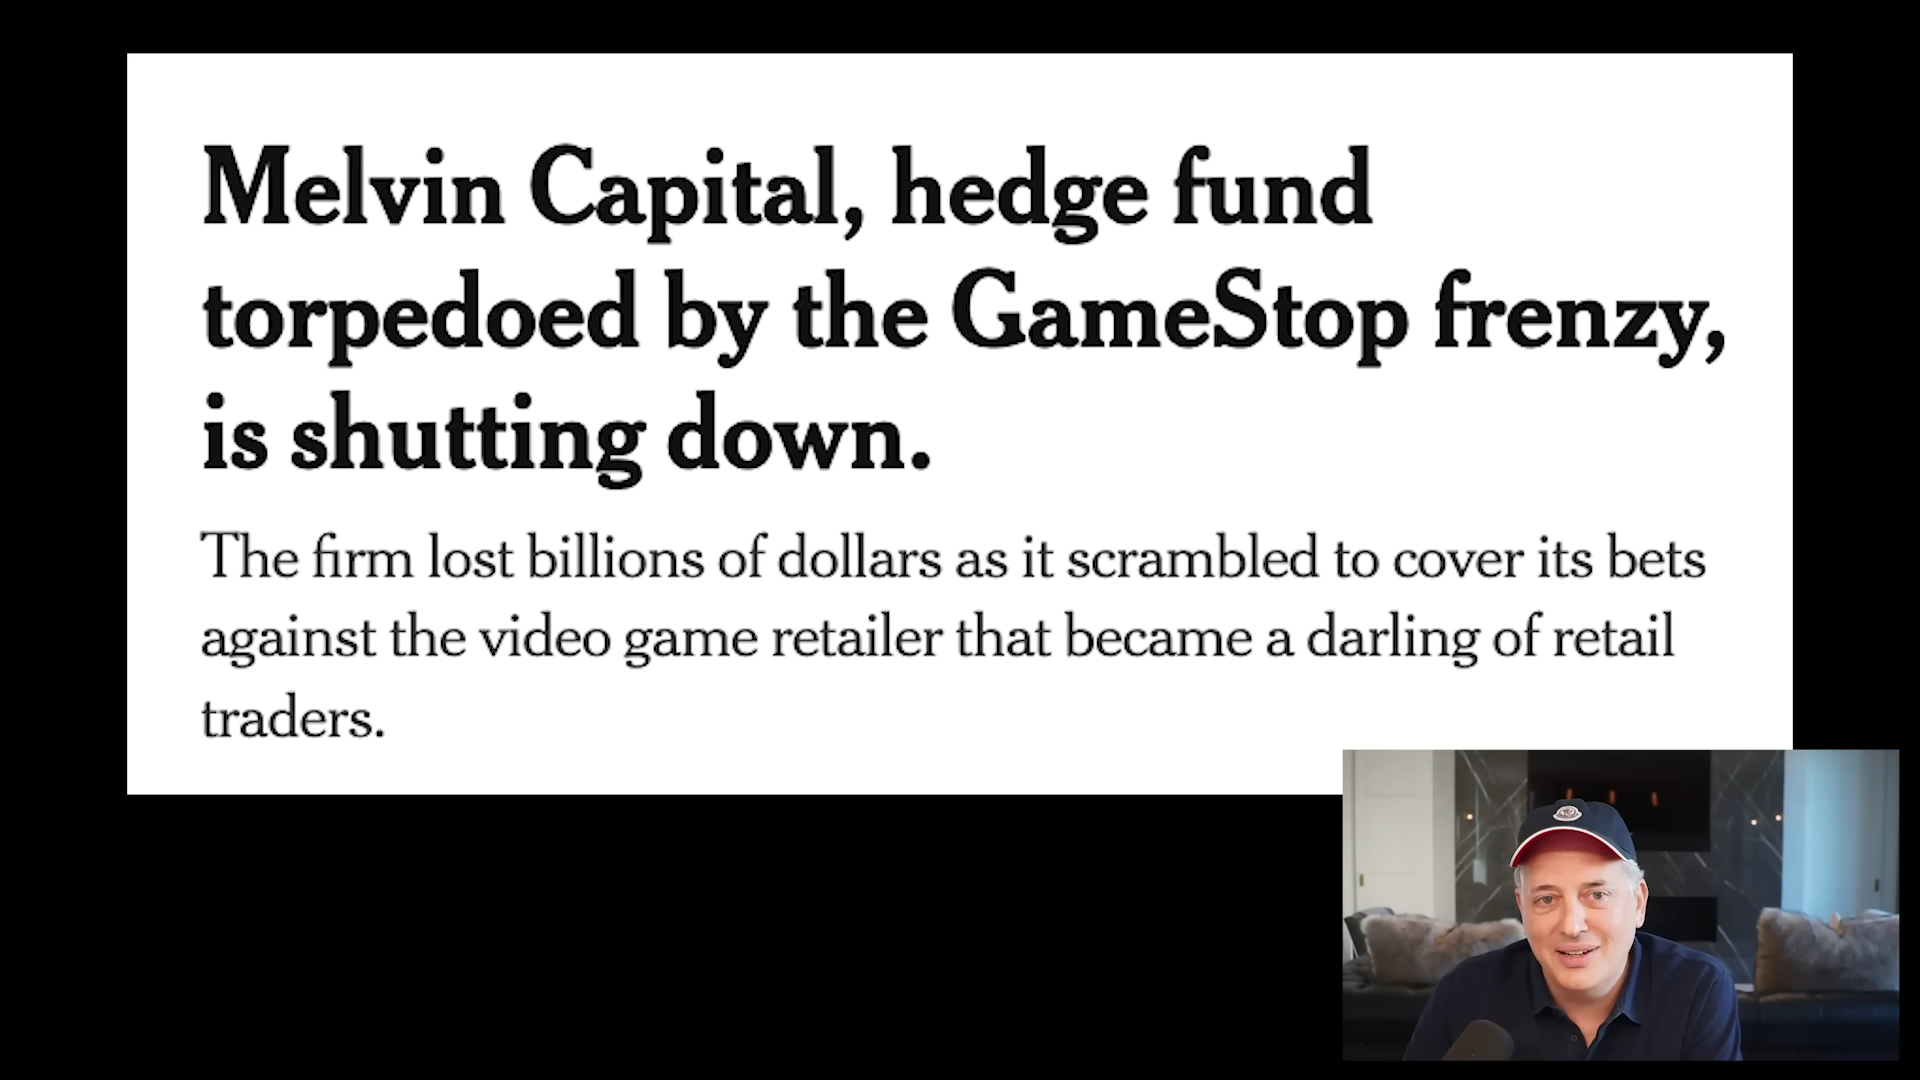 Melvin Capital, hedge fund
torpedoed by the GameStop frenzy,
is shutting down.
The firm lost billions of dollars as it scrambled to cover its bets
against the video game retailer that became a darling of retail
traders.